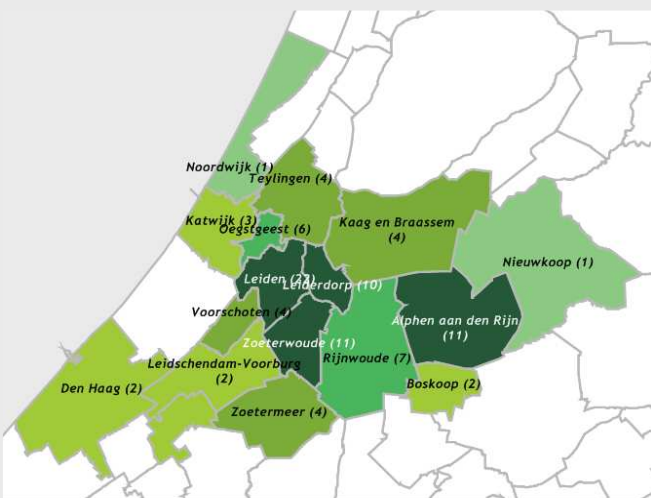 Noordwijk (1)
Teylingen (4)
Katwijk (3)
Oegstgeest (6)
Kaag en Braassem
(4)
Nieuwkoop (1)
Leiden
Leiderdorp (10)
Voorschoten (4)
Alphen aan den Rijn
(11)
Zoeterwoude (11)
Rijnwoude (7)
Leidschendam-Voorburg
(2)
Den Haag (2)
Boskoop (2)
Zoetermeer (4)